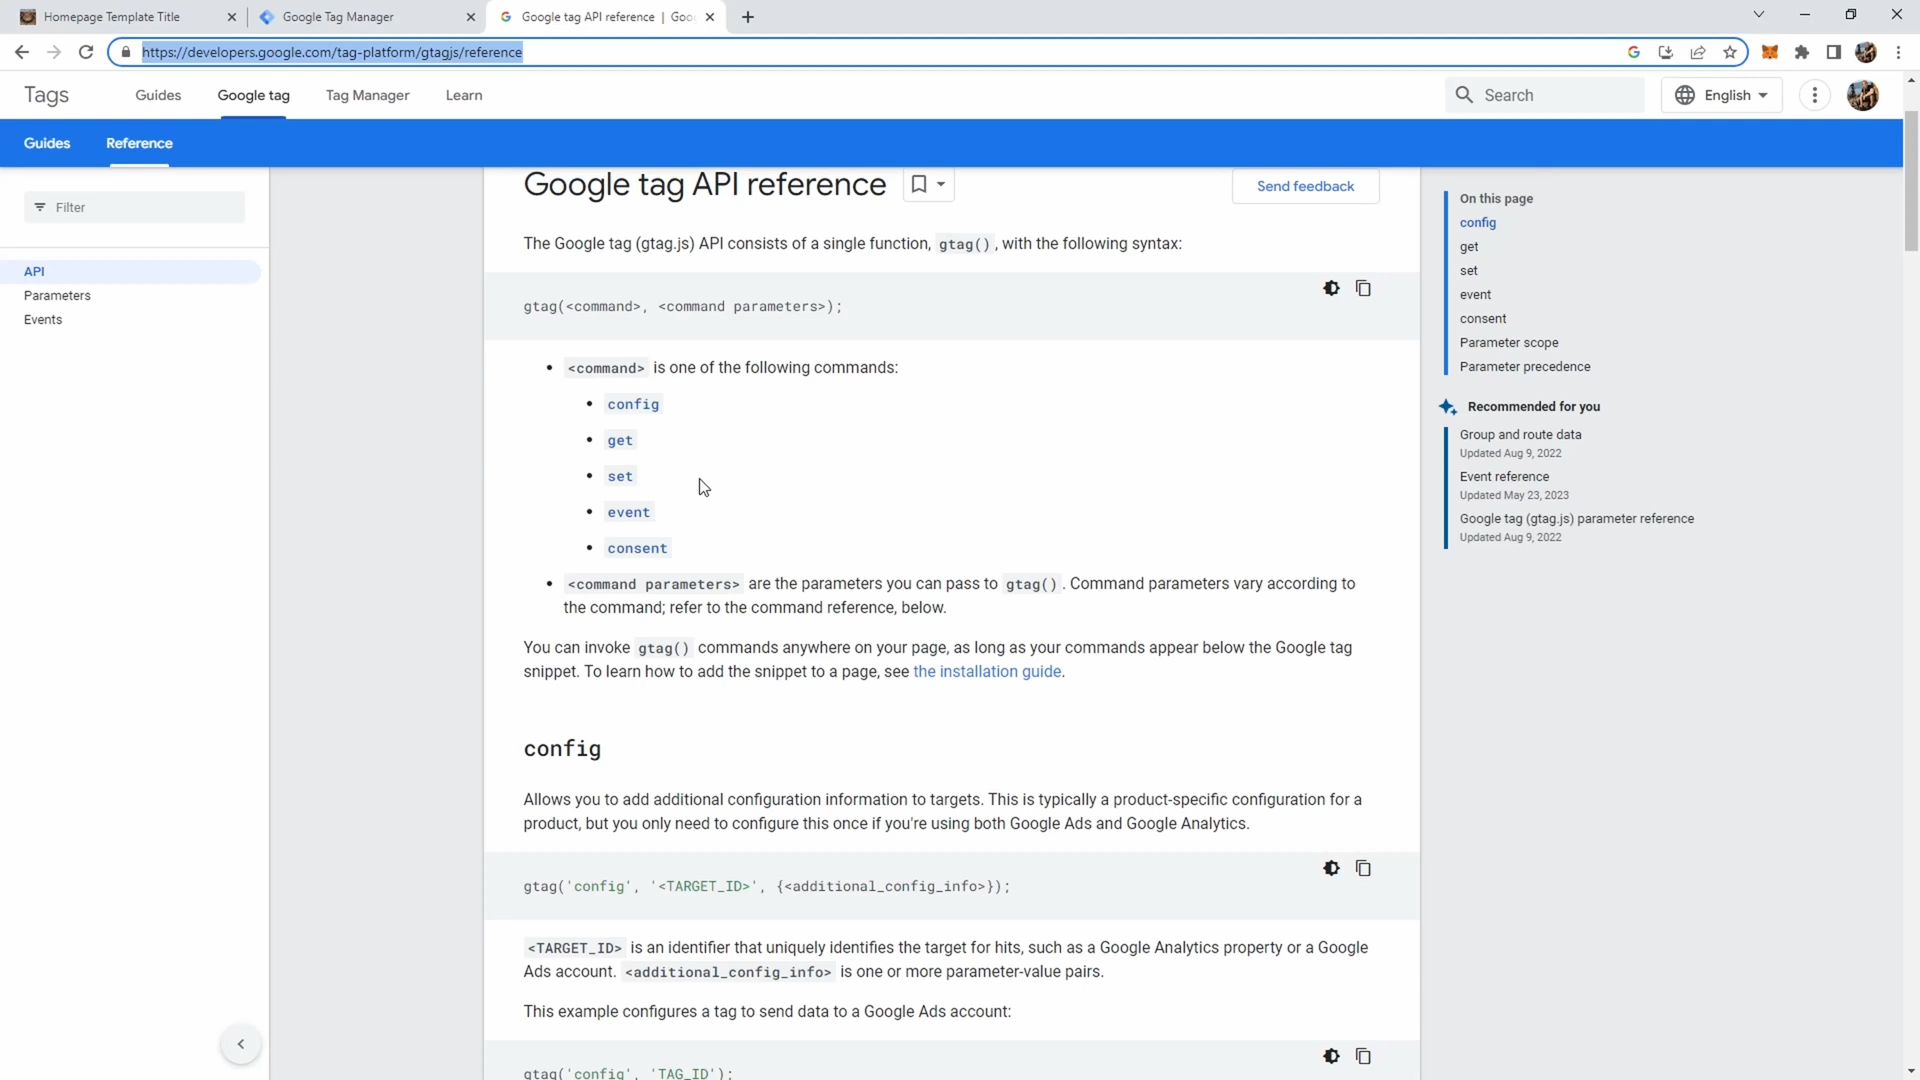 Homepage Template Title
Google Tag Manager
Google tag API reference | Goo
https://developers.google.com/tag-platform/gtagjs/reference
Tags
Guides
Google tag
Tag Manager
Learn
Search
English
Guides
Reference
Filter
API
Parameters
Events
Google tag API reference
Send feedback
The Google tag (gtag.js) API consists of a single function, gtag(), with the following syntax:
gtag(<command>, <command parameters>);
• <command> is one of the following commands:
• config
• get
• set
• event
• consent
• <command parameters> are the parameters you can pass to gtag(). Command parameters vary according to
the command; refer to the command reference, below.
You can invoke gtag() commands anywhere on your page, as long as your commands appear below the Google tag
snippet. To learn how to add the snippet to a page, see the installation guide.
config
Allows you to add additional configuration information to targets. This is typically a product-specific configuration for a
product, but you only need to configure this once if you're using both Google Ads and Google Analytics.
gtag('config', '<TARGET_ID>', {<additional_config_info>});
<TARGET_ID> is an identifier that uniquely identifies the target for hits, such as a Google Analytics property or a Google
Ads account. <additional_config_info> is one or more parameter-value pairs.
This example configures a tag to send data to a Google Ads account:
gtag('config', 'TAG_ID');
On this page
config
get
set
event
consent
Parameter scope
Parameter precedence
Recommended for you
Group and route data
Updated Aug 9, 2022
Event reference
Updated May 23, 2023
Google tag (gtag.js) parameter reference
Updated Aug 9, 2022